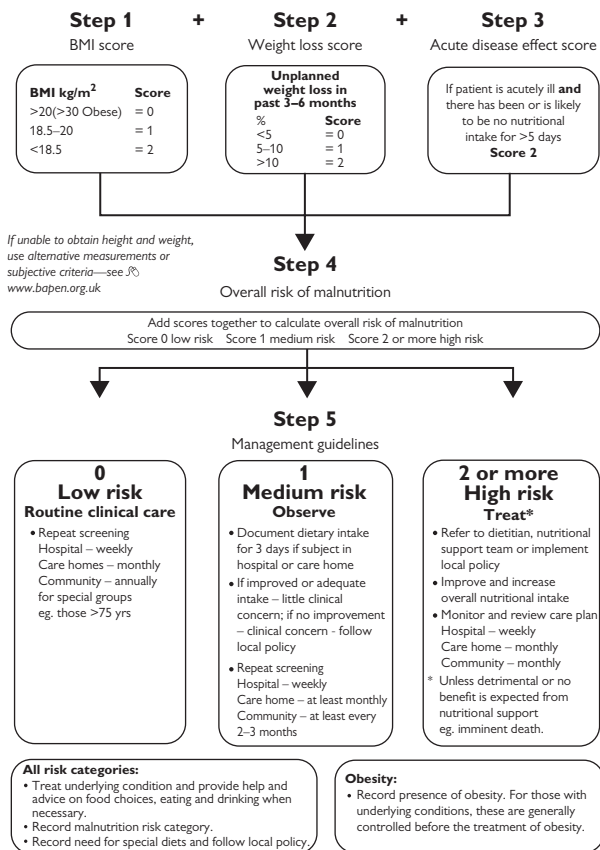 Step 1 + Step 2 + Step 3
BMI score
Weight loss score
Acute disease effect score
BMI kg/m2 Score
>20(>30 Obese) = 0
18.5–20 = 1
<18.5 = 2
Unplanned
weight loss in
past 3–6 months
% Score
<5 = 0
5–10 = 1
>10 = 2
If patient is acutely ill and
there has been or is likely
to be no nutritional
intake for >5 days
Score 2
If unable to obtain height and weight,
use alternative measurements or
subjective criteria—see
www.bapen.org.uk
Step 4
Overall risk of malnutrition
Add scores together to calculate overall risk of malnutrition
Score 0 low risk Score 1 medium risk Score 2 or more high risk
Step 5
Management guidelines
0
Low risk
Routine clinical care
• Repeat screening
Hospital – weekly
Care homes – monthly
Community – annually
for special groups
eg. those >75 yrs
1
Medium risk
Observe
• Document dietary intake
for 3 days if subject in
hospital or care home
• If improved or adequate
intake – little clinical
concern; if no improvement
– clinical concern - follow
local policy
• Repeat screening
Hospital – weekly
Care home – at least monthly
Community – at least every
2–3 months
2 or more
High risk
Treat*
• Refer to dietitian, nutritional
support team or implement
local policy
• Improve and increase
overall nutritional intake
• Monitor and review care plan
Hospital – weekly
Care home – monthly
Community – monthly
* Unless detrimental or no
benefit is expected from
nutritional support
eg. imminent death.
All risk categories:
• Treat underlying condition and provide help and
advice on food choices, eating and drinking when
necessary.
• Record malnutrition risk category.
• Record need for special diets and follow local policy.
Obesity:
• Record presence of obesity. For those with
underlying conditions, these are generally
controlled before the treatment of obesity.